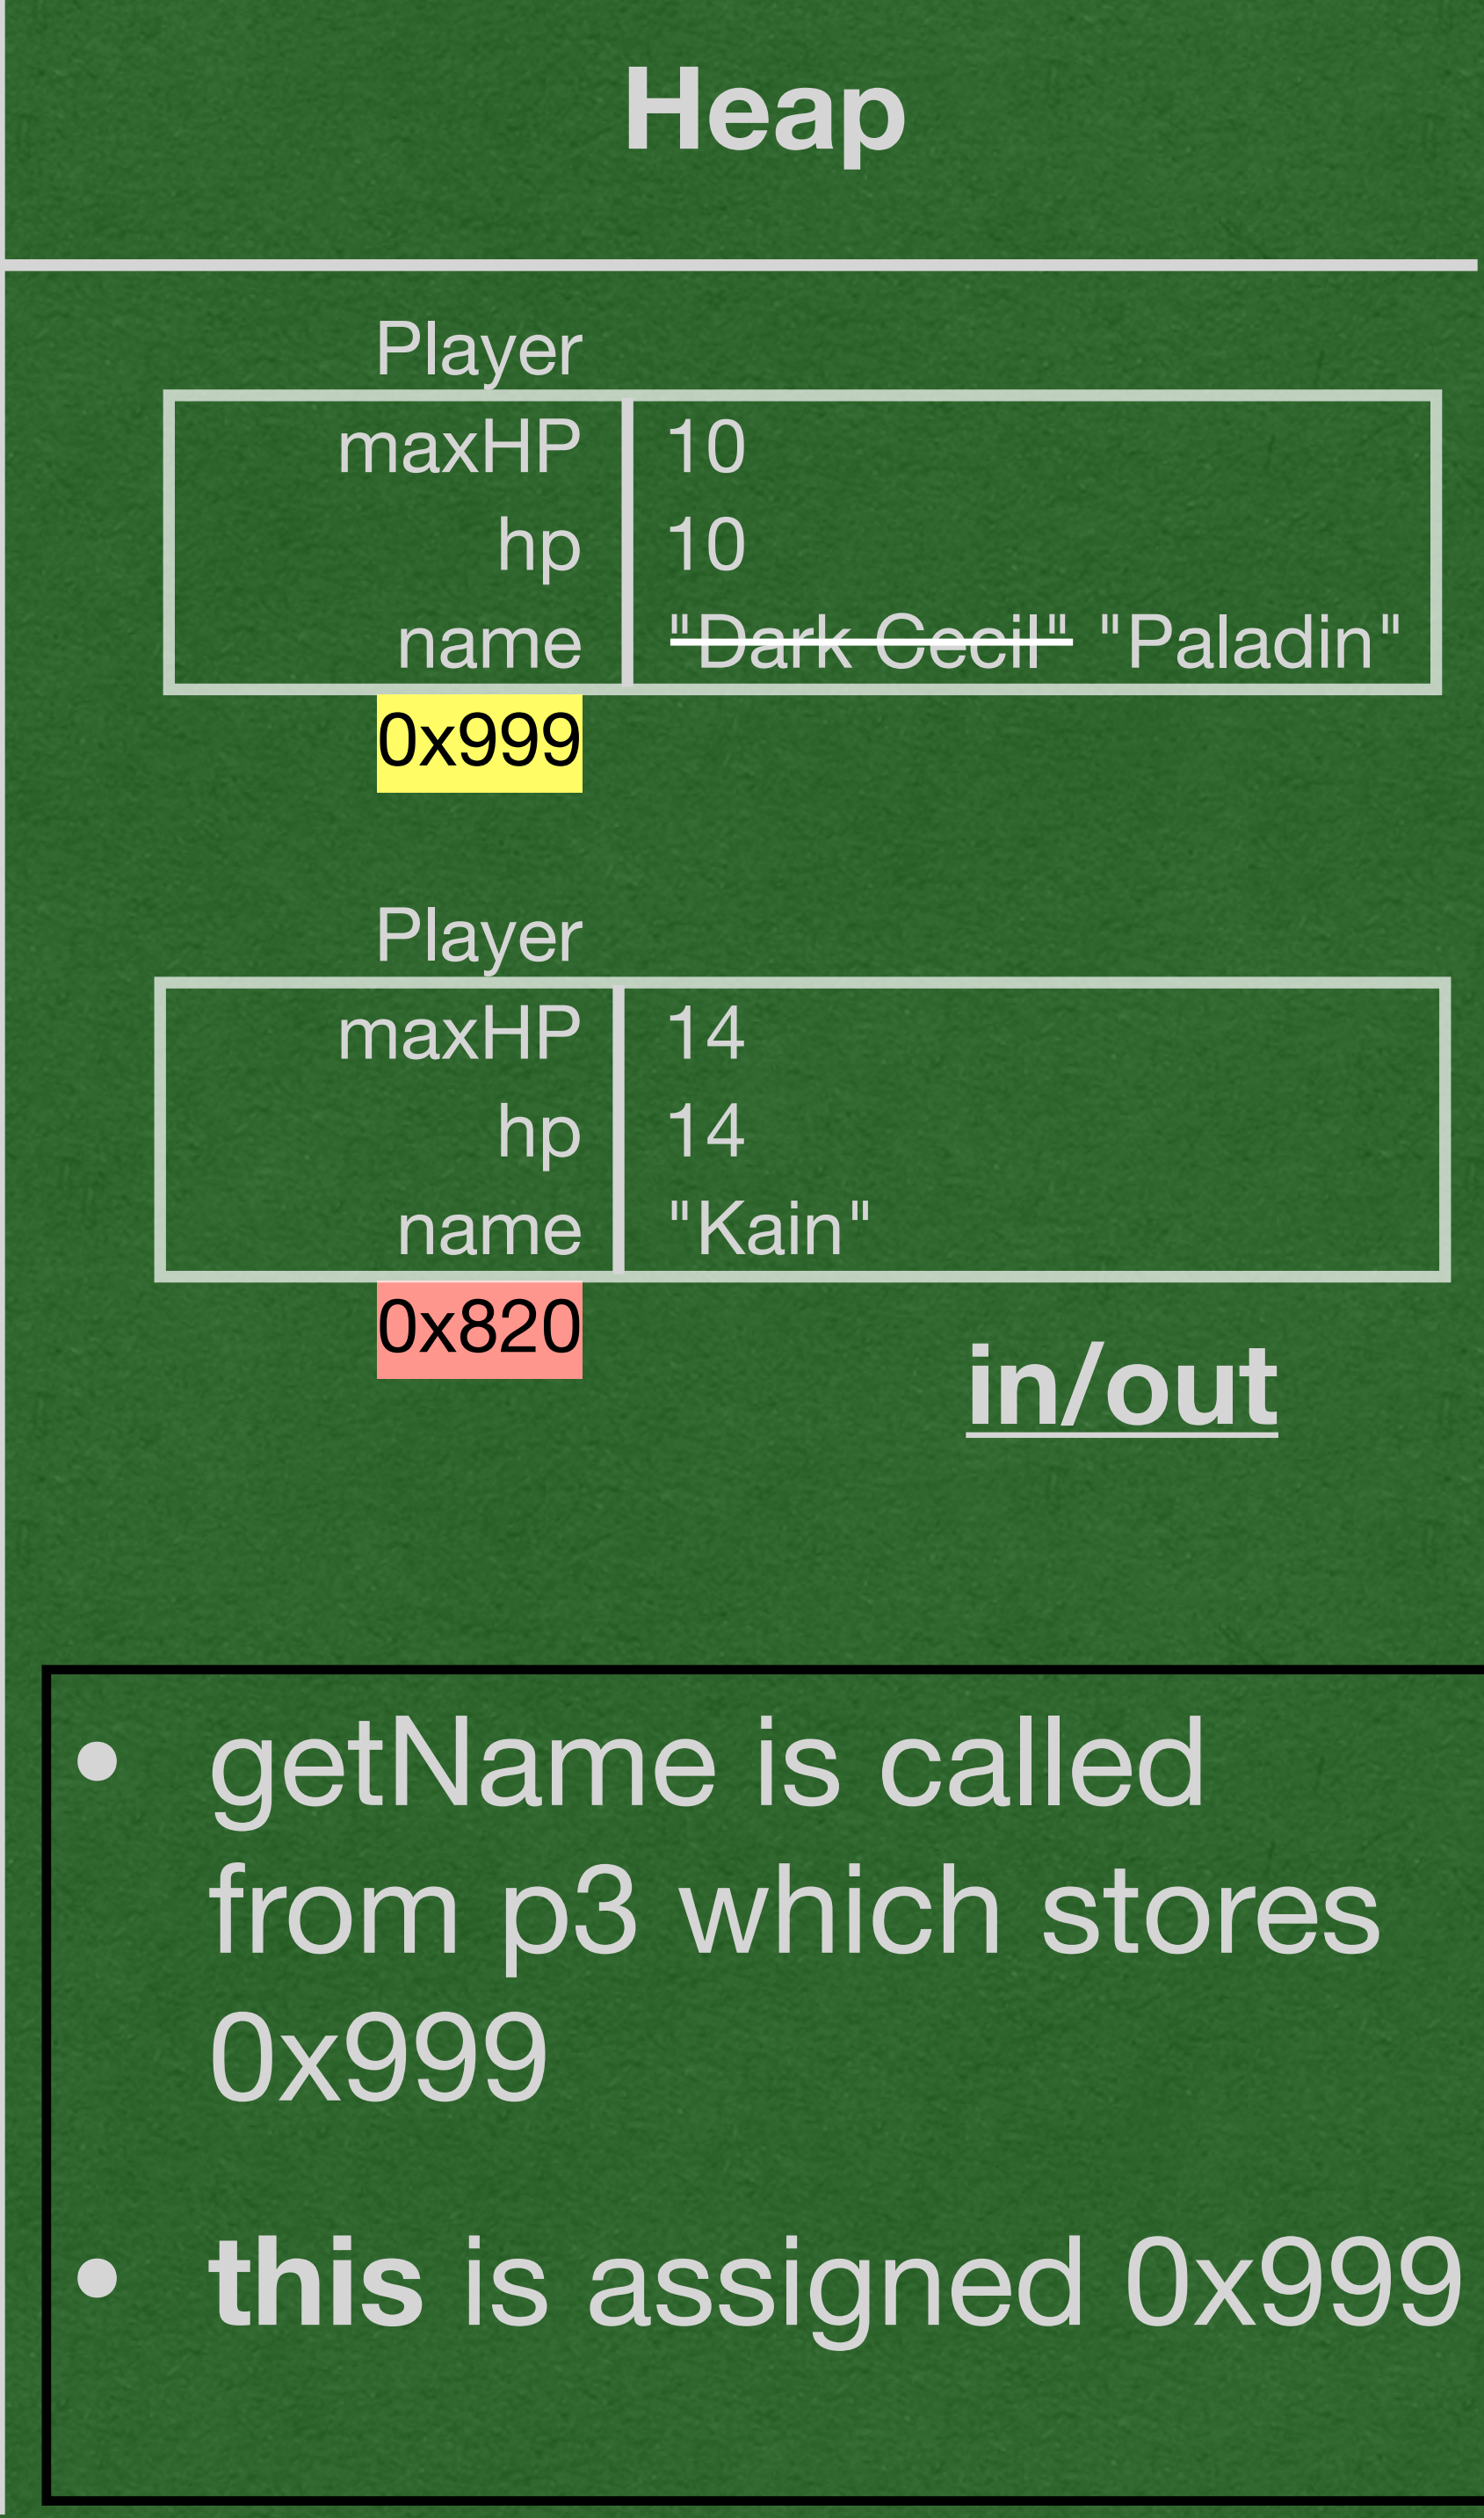 Heap
Player
maxHP 10
hp 10
name "Dark Cecil" "Paladin"
0x999
Player
maxHP 14
hp 14
name "Kain"
0x820
in/out
• getName is called
from p3 which stores
0x999
• this is assigned 0x999